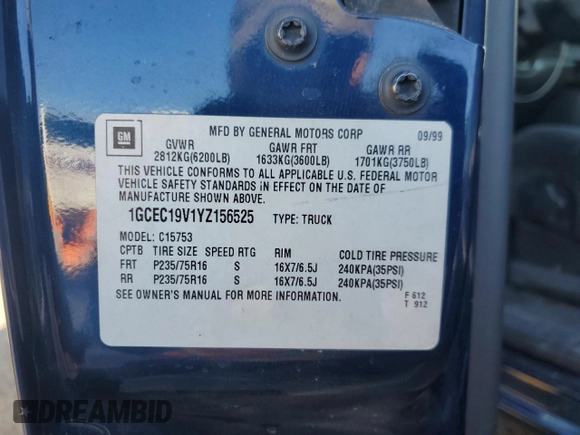 GM
MFD BY GENERAL MOTORS CORP 09/99
GVWR GAWR FRT GAWR RR
2812KG(6200LB) 1633KG(3600LB) 1701KG(3750LB)
THIS VEHICLE CONFORMS TO ALL APPLICABLE U.S. FEDERAL MOTOR
VEHICLE SAFETY STANDARDS IN EFFECT ON THE DATE OF
MANUFACTURE SHOWN ABOVE.
1GCEC19V1YZ156525 TYPE: TRUCK
MODEL: C15753
CPTB TIRE SIZE SPEED RTG RIM COLD TIRE PRESSURE
FRT P235/75R16 S 16X7/6.5J 240KPA(35PSI)
RR P235/75R16 S 16X7/6.5J 240KPA(35PSI)
SEE OWNER'S MANUAL FOR MORE INFORMATION. F 612
T 912
DREAMBID